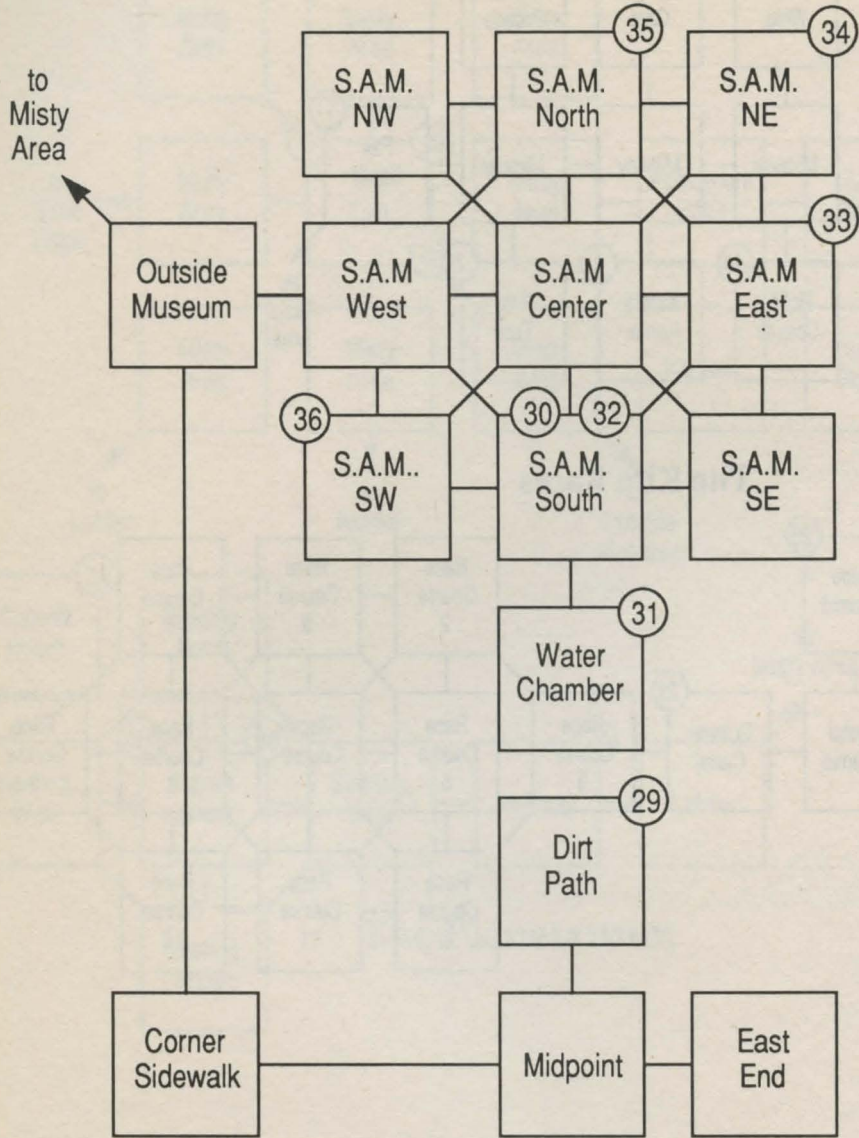 35
34
to
Misty
Area
S.A.M.
NW
S.A.M.
North
S.A.M.
NE
33
Outside
Museum
S.A.M
West
S.A.M
Center
S.A.M
East
36
30
32
S.A.M..
SW
S.A.M.
South
S.A.M.
SE
31
Water
Chamber
29
Dirt
Path
Corner
Sidewalk
Midpoint
East
End